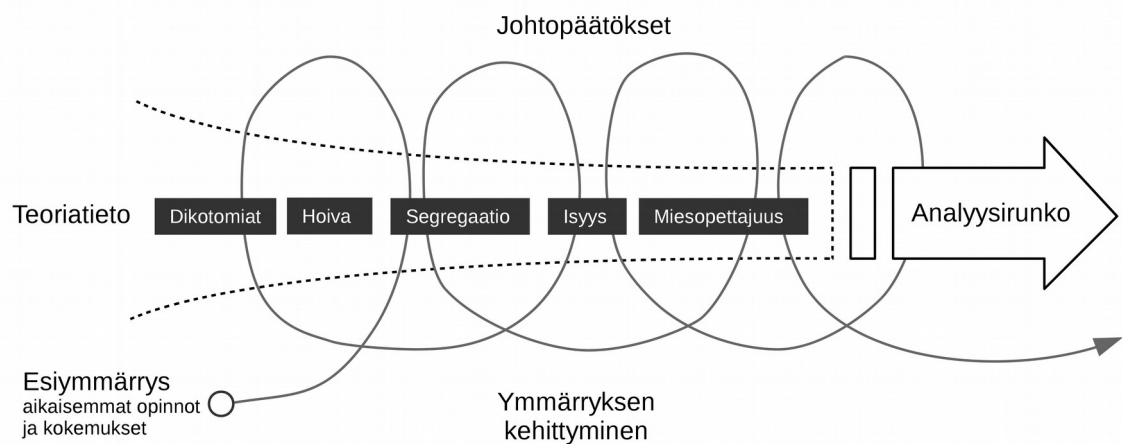 Johtopäätökset
Teoriatieto
Dikotomiat
Hoiva
Segregaatio
Isyys
Miesopettajuus
Analyysirunko
Esiymmärrys
aikaisemmat opinnot
ja kokemukset
Ymmärryksen
kehittyminen